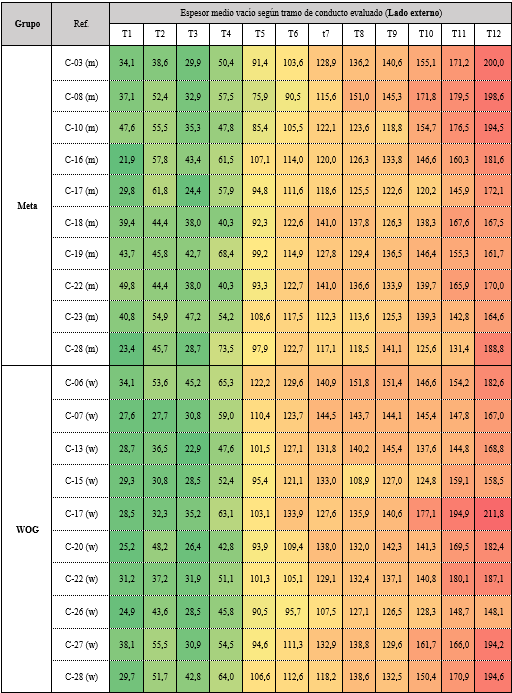 Grupo Ref. Espesor medio vacío según tramo de conducto evaluado (Lado externo)
T1 T2 T3 T4 T5 T6 t7 T8 T9 T10 T11 T12
Meta
C-03 (m) 34,1 38,6 29,9 50,4 91,4 103,6 128,9 136,2 140,6 155,1 171,2 200,0
C-08 (m) 37,1 52,4 32,9 57,5 75,9 90,5 115,6 151,0 145,3 171,8 179,5 198,6
C-10 (m) 47,6 55,5 35,3 47,8 85,4 105,5 122,1 123,6 118,8 154,7 176,5 194,5
C-16 (m) 21,9 57,8 43,4 61,5 107,1 114,0 120,0 126,3 133,8 146,6 160,3 181,6
C-17 (m) 29,8 61,8 24,4 57,9 94,8 111,6 118,6 125,5 122,6 120,2 145,9 172,1
C-18 (m) 39,4 44,4 38,0 40,3 92,3 122,6 141,0 137,8 126,3 138,3 167,6 167,5
C-19 (m) 43,7 45,8 42,7 68,4 99,2 114,9 127,8 129,4 136,5 146,4 155,3 161,7
C-22 (m) 49,8 44,4 38,0 40,3 93,3 122,7 141,0 136,6 133,9 139,7 165,9 170,0
C-23 (m) 40,8 54,9 47,2 54,2 108,6 117,5 112,3 113,6 125,3 139,3 142,8 164,6
C-28 (m) 23,4 45,7 28,7 73,5 97,9 122,7 117,1 118,5 141,1 125,6 131,4 188,8
WOG
C-06 (w) 34,1 53,6 45,2 65,3 122,2 129,6 140,9 151,8 151,4 146,6 154,2 182,6
C-07 (w) 27,6 27,7 30,8 59,0 110,4 123,7 144,5 143,7 144,1 145,4 147,8 167,0
C-13 (w) 28,7 36,5 22,9 47,6 101,5 127,1 131,8 140,2 145,4 137,6 144,8 168,8
C-15 (w) 29,3 30,8 28,5 52,4 95,4 121,1 133,0 108,9 127,0 124,8 159,1 158,5
C-17 (w) 28,5 32,3 35,2 63,1 103,1 133,9 127,6 135,9 140,6 177,1 194,9 211,8
C-20 (w) 25,2 48,2 26,4 42,8 93,9 109,4 138,0 132,0 142,3 141,3 169,5 182,4
C-22 (w) 31,2 37,2 31,9 51,1 101,3 105,1 129,1 132,4 137,1 140,8 180,1 187,1
C-26 (w) 24,9 43,6 28,5 45,8 90,5 95,7 107,5 127,1 126,5 128,3 148,7 148,1
C-27 (w) 38,1 55,5 30,9 54,5 94,6 111,3 132,9 138,8 129,6 161,7 166,0 194,2
C-28 (w) 29,7 51,7 42,8 64,0 106,6 112,6 118,2 138,6 132,5 150,4 170,9 194,6